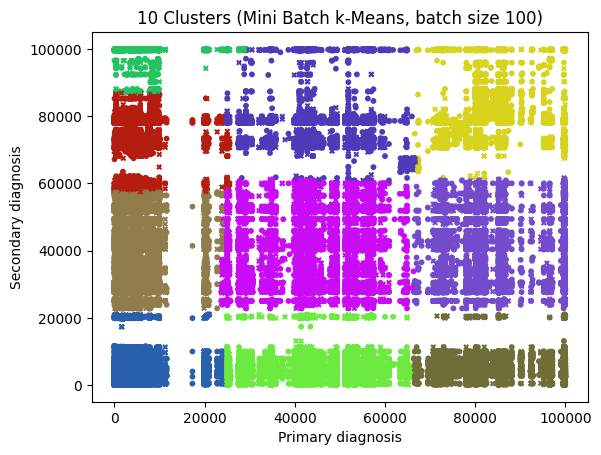 10 Clusters (Mini Batch k-Means, batch size 100)
100000
80000
60000
40000
20000
0
Secondary diagnosis
0 20000 40000 60000 80000 100000
Primary diagnosis